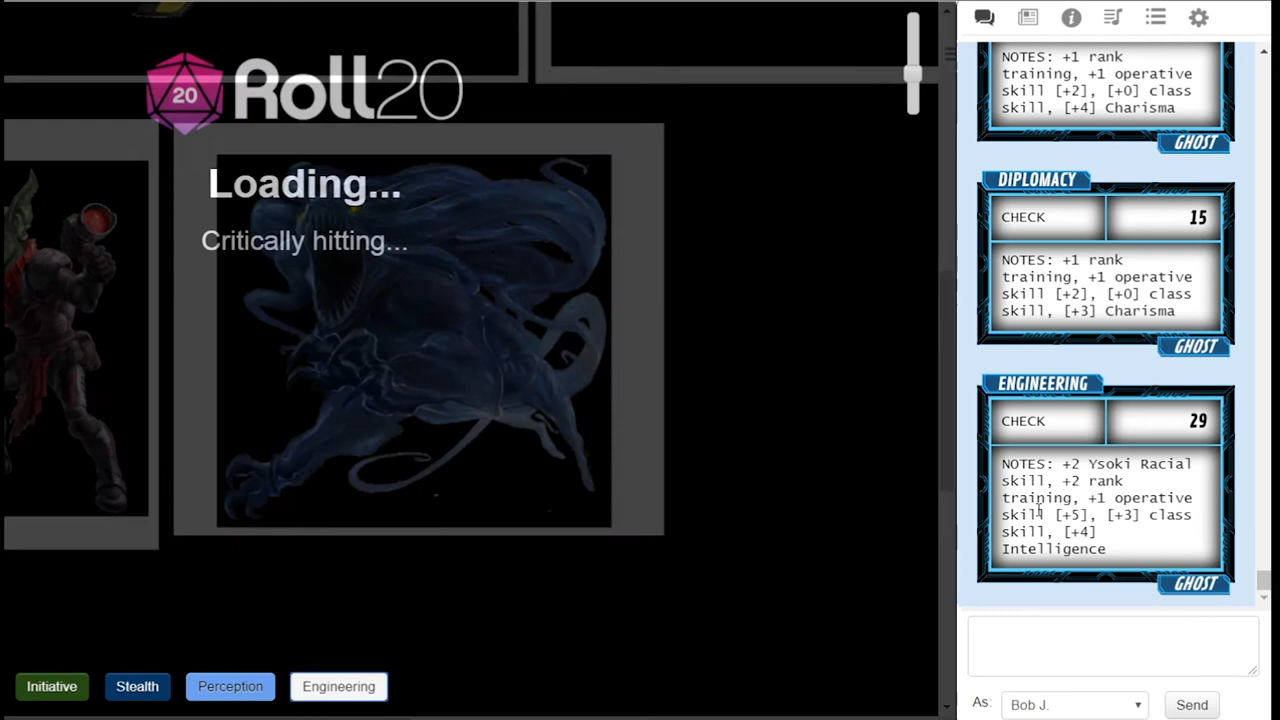 20
Roll20
Loading...
Critically hitting...
Initiative
Stealth
Perception
Engineering
NOTES: +1 rank
training, +1 operative
skill [+2], [+0] class
skill, [+4] Charisma
GHOST
DIPLOMACY
CHECK
15
NOTES: +1 rank
training, +1 operative
skill [+2], [+0] class
skill, [+3] Charisma
GHOST
ENGINEERING
CHECK
29
NOTES: +2 Ysoki Racial
skill, +2 rank
training, +1 operative
skill [+5], [+3] class
skill, [+4]
Intelligence
GHOST
As:
Bob J.
Send